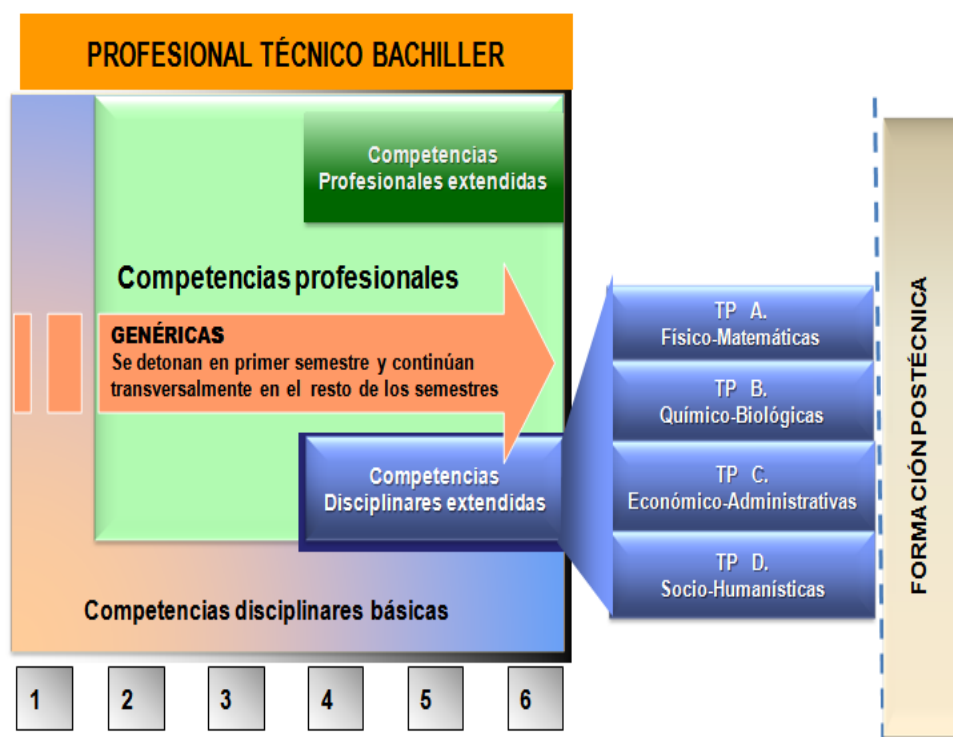 PROFESIONAL TÉCNICO BACHILLER
Competencias
Profesionales extendidas
Competencias profesionales
GENÉRICAS
Se detonan en primer semestre y continúan
transversalmente en el resto de los semestres
Competencias
Disciplinares extendidas
Competencias disciplinares básicas
TP A.
Físico-Matemáticas
TP B.
Químico-Biológicas
TP C.
Económico-Administrativas
TP D.
Socio-Humanísticas
FORMACIÓN POSTÉCNICA
1 2 3 4 5 6